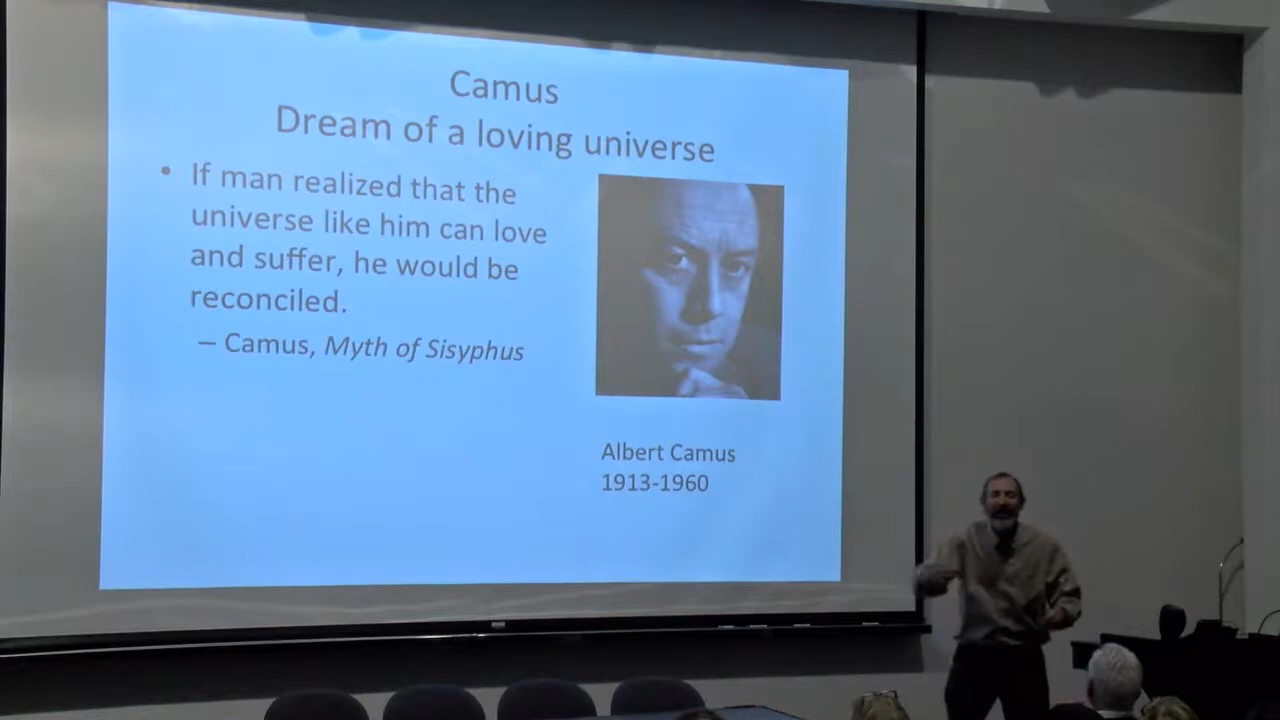 Camus
Dream of a loving universe
• If man realized that the
universe like him can love
and suffer, he would be
reconciled.
– Camus, Myth of Sisyphus
Albert Camus
1913-1960